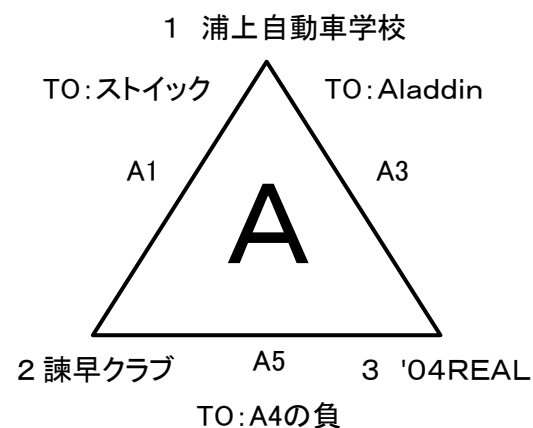 1 浦上自動車学校
TO:ストイック TO:Aladdin
A1 A3
A
2 諫早クラブ A5 3 '04REAL
TO:A4の負